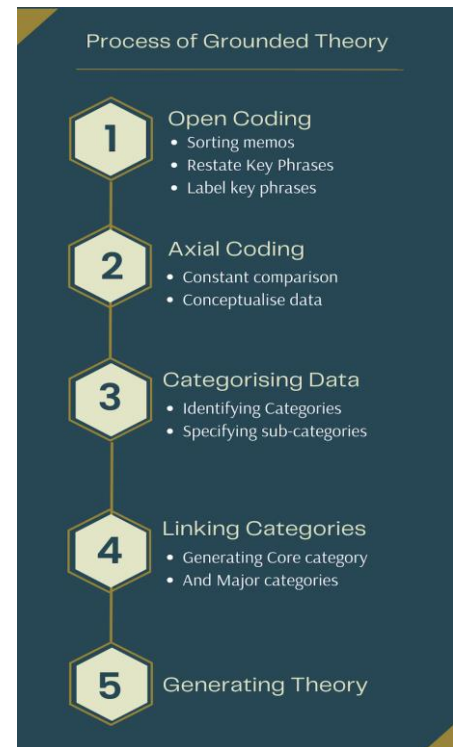 Process of Grounded Theory
1
Open Coding
• Sorting memos
• Restate Key Phrases
• Label key phrases
2
Axial Coding
• Constant comparison
• Conceptualise data
3
Categorising Data
• Identifying Categories
• Specifying sub-categories
4
Linking Categories
• Generating Core category
• And Major categories
5
Generating Theory